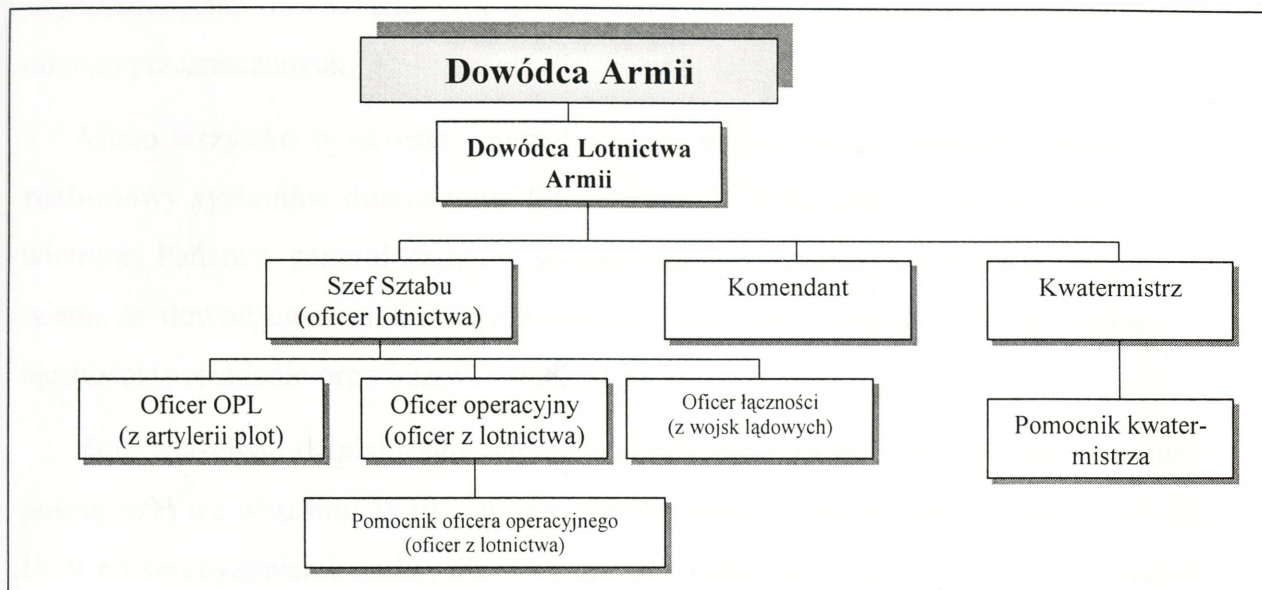 Dowódca Armii
Dowódca Lotnictwa
Armii
Szef Sztabu
(oficer lotnictwa)
Komendant
Kwatermistrz
Oficer OPL
(z artylerii plot)
Oficer operacyjny
(oficer z lotnictwa)
Oficer łączności
(z wojsk lądowych)
Pomocnik kwater-
mistrza
Pomocnik oficera operacyjnego
(oficer z lotnictwa)